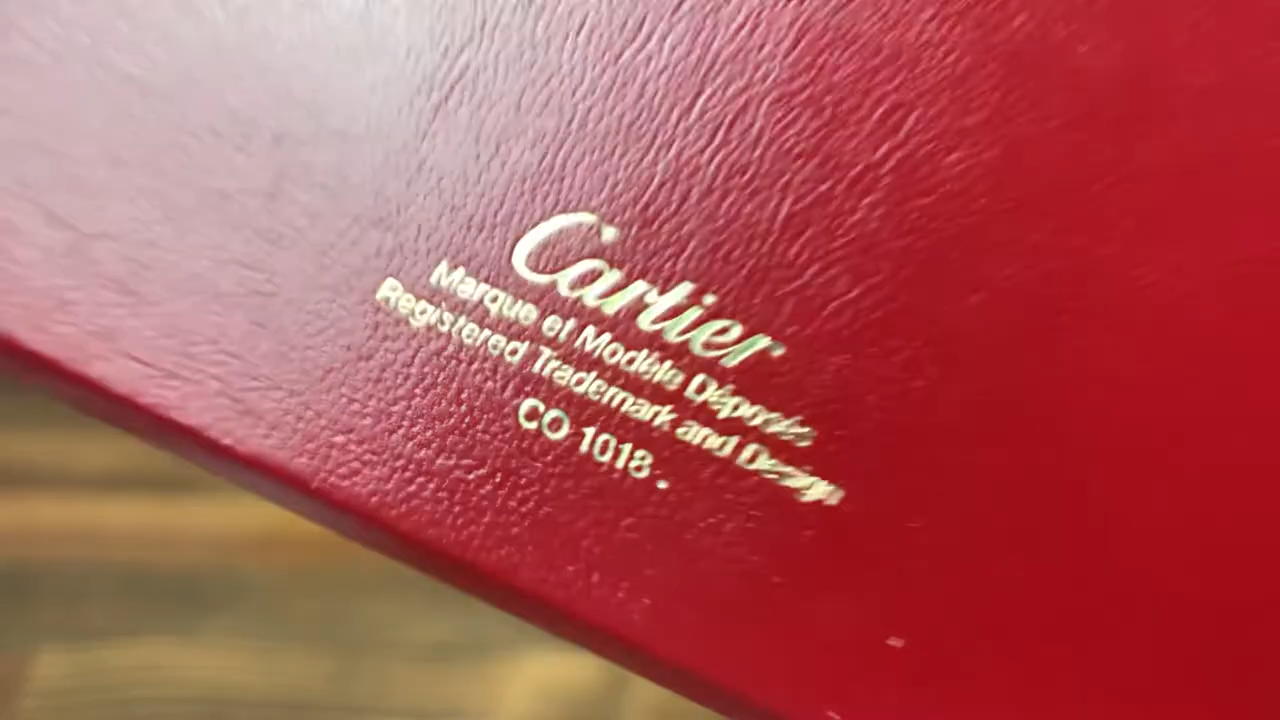 Cartier
Marque et Modèle Déposés
Registered Trademark and Design
CO 1018.